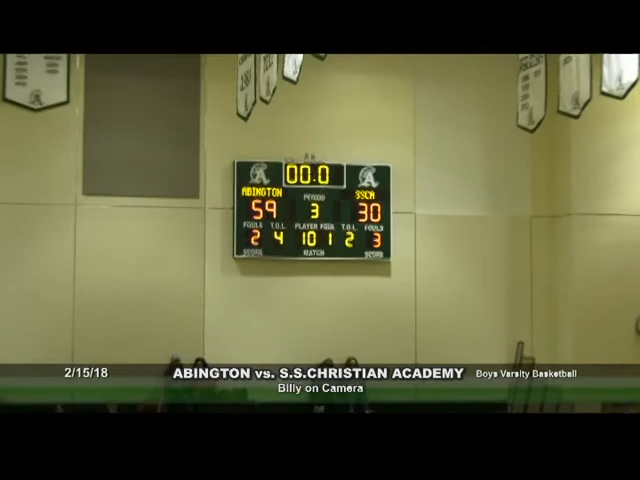 00.0
ABINGTON SSCA
59 PERIOD 3 30
FOULS T.O.L. PLAYER FOUL T.O.L. FOULS
2 4 10 1 2 3
MATCH
2/15/18 ABINGTON vs. S.S.CHRISTIAN ACADEMY Boys Varsity Basketball
Billy on Camera